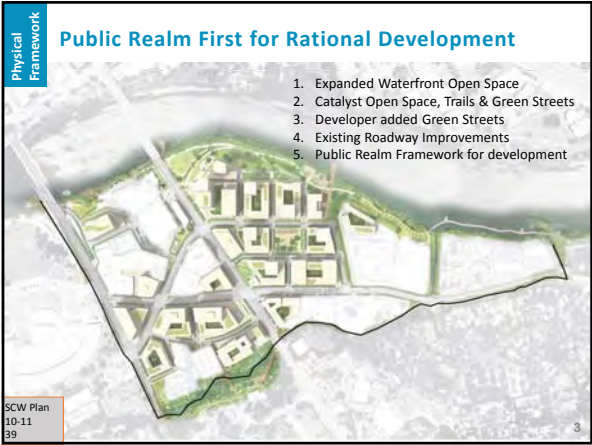 Physical
Framework
Public Realm First for Rational Development
1. Expanded Waterfront Open Space
2. Catalyst Open Space, Trails & Green Streets
3. Developer added Green Streets
4. Existing Roadway Improvements
5. Public Realm Framework for development
SCW Plan
10-11
39
3